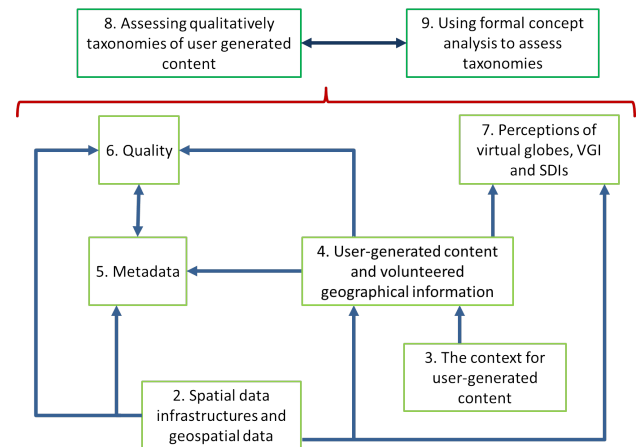 8. Assessing qualitatively
taxonomies of user generated
content
9. Using formal concept
analysis to assess
taxonomies
6. Quality
7. Perceptions of
virtual globes, VGI
and SDIs
5. Metadata
4. User-generated content
and volunteered
geographical information
3. The context for
user-generated
content
2. Spatial data
infrastructures and
geospatial data